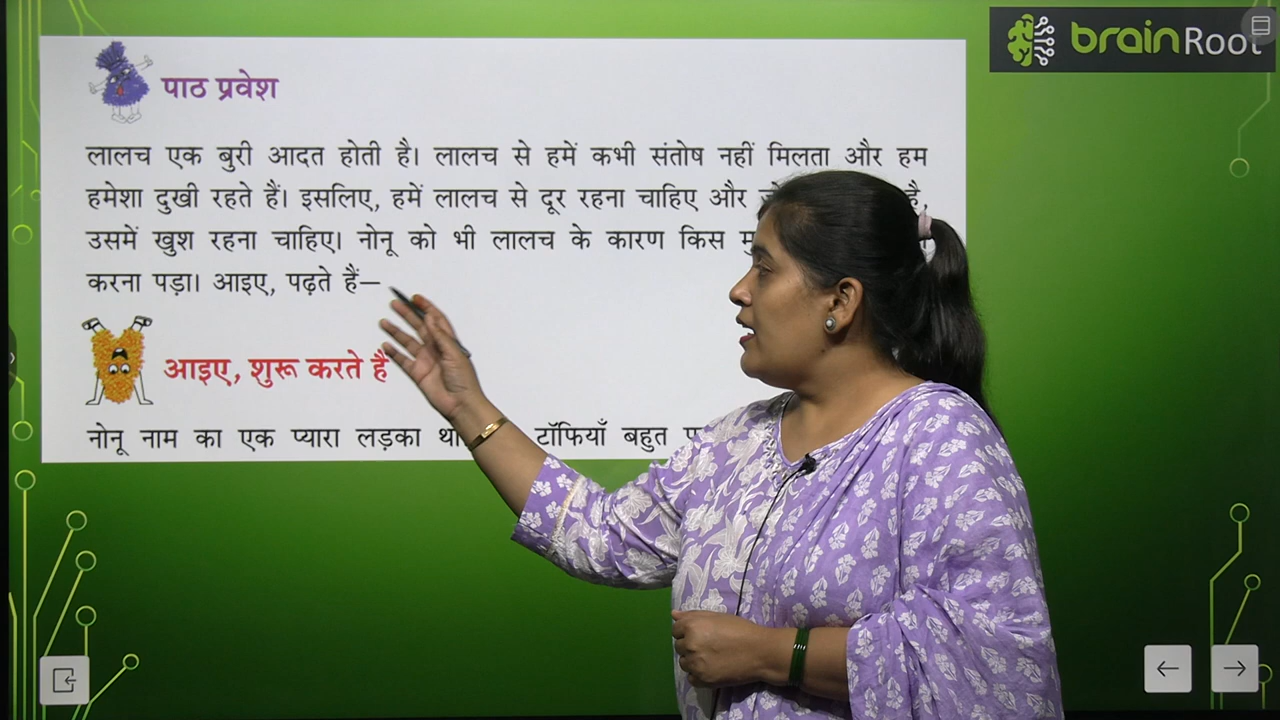 brainRoot
पाठ प्रवेश
लालच एक बुरी आदत होती है। लालच से हमें कभी संतोष नहीं मिलता और हम
हमेशा दुखी रहते हैं। इसलिए, हमें लालच से दूर रहना चाहिए और है,
उसमें खुश रहना चाहिए। नोनू को भी लालच के कारण किस
करना पड़ा। आइए, पढ़ते हैं—
आइए, शुरू करते हैं
नोनू नाम का एक प्यारा लड़का था टॉफियाँ बहुत